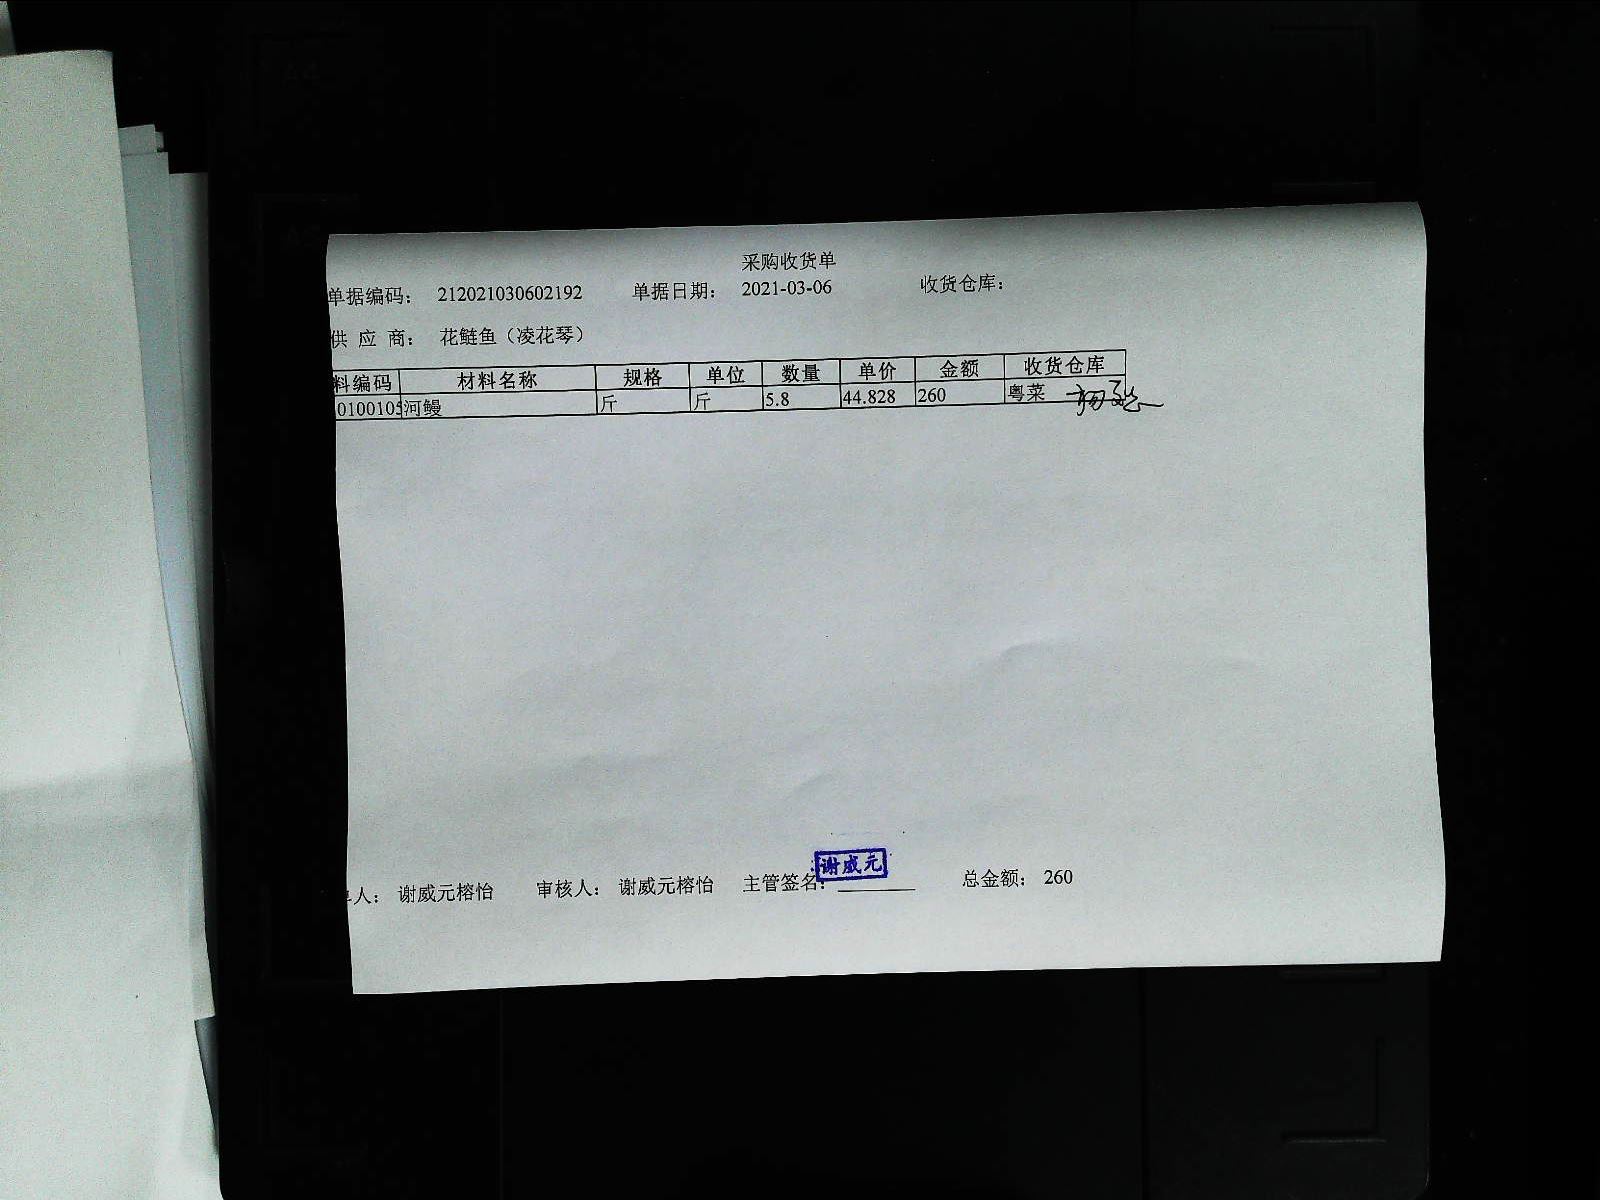 采购收货单
单据编码： 212021030602192 单据日期： 2021-03-06 收货仓库：
供 应 商： 花鲢鱼（凌花琴）
料编码 材料名称 规格 单位 数量 单价 金额 收货仓库
0100105 河鳗 斤 斤 5.8 44.828 260 粤菜
谢威元
人： 谢威元榕怡 审核人： 谢威元榕怡 主管签名： 总金额： 260